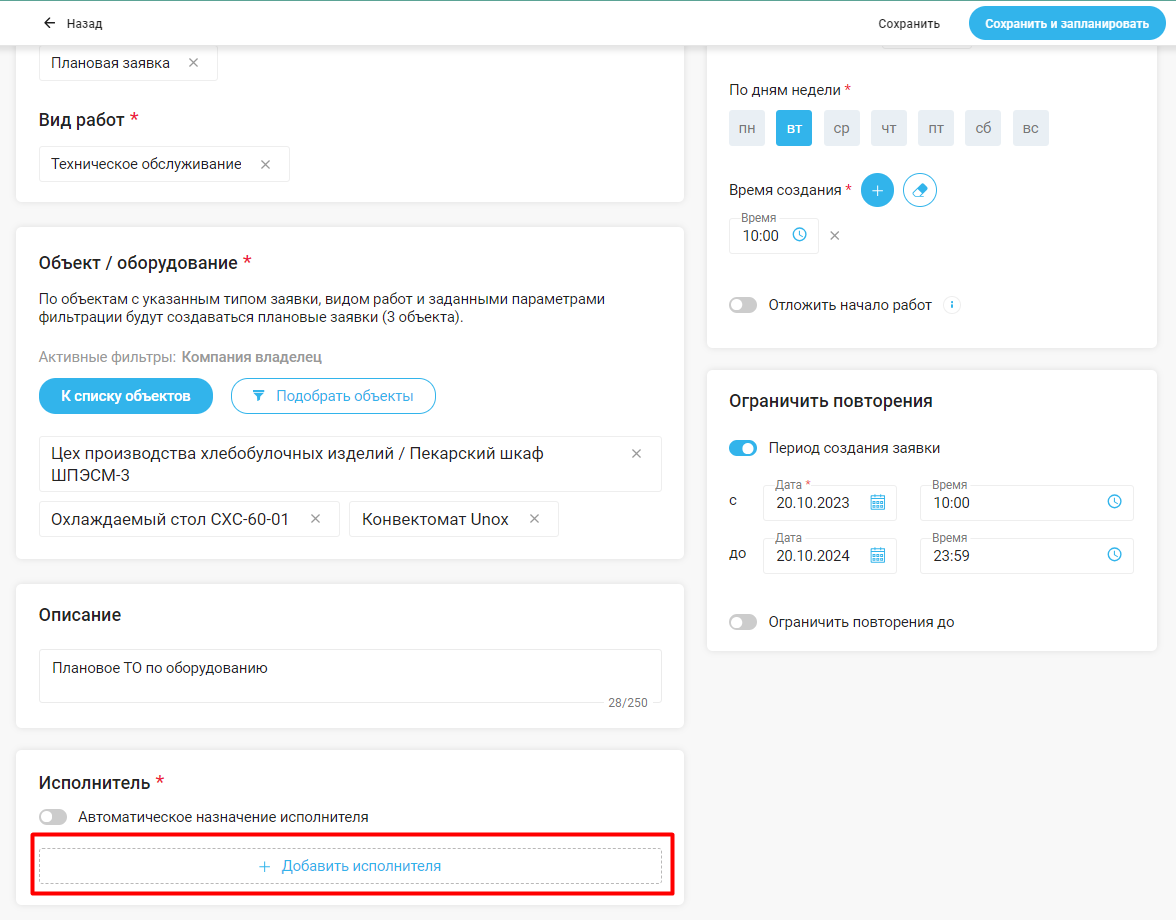 Назад
Сохранить
Сохранить и запланировать
Плановая заявка
Вид работ *
Техническое обслуживание
Объект / оборудование *
По объектам с указанным типом заявки, видом работ и заданными параметрами
фильтрации будут создаваться плановые заявки (3 объекта).
Активные фильтры: Компания владелец
К списку объектов
Подобрать объекты
Цех производства хлебобулочных изделий / Пекарский шкаф
ШПЭСМ-3
Охлаждаемый стол СХС-60-01
Конвектомат Unox
Описание
Плановое ТО по оборудованию
28/250
Исполнитель *
Автоматическое назначение исполнителя
+ Добавить исполнителя
По дням недели *
пн вт ср чт пт сб вс
Время создания *
Время
10:00
Отложить начало работ
Ограничить повторения
Период создания заявки
с
Дата *
20.10.2023
Время
10:00
до
Дата
20.10.2024
Время
23:59
Ограничить повторения до